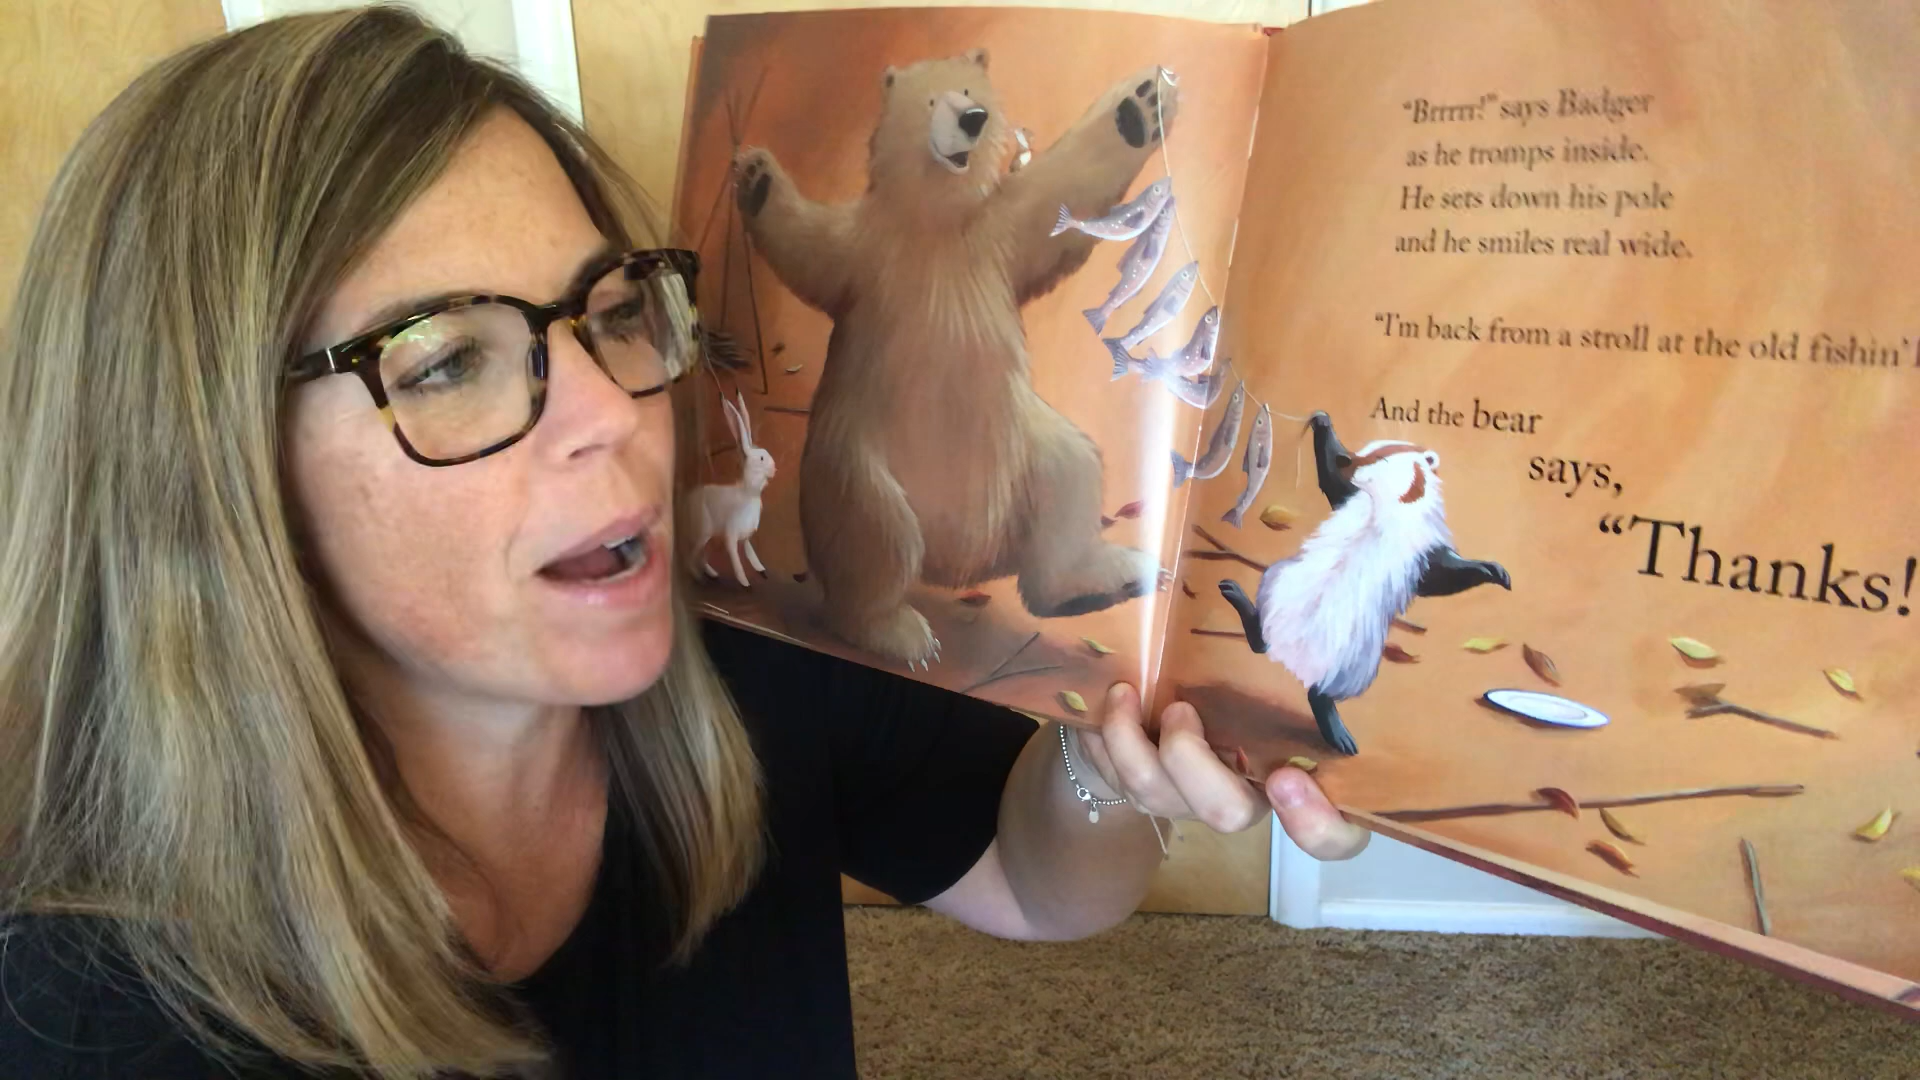 “Brrrr!” says Badger
as he tromps inside.
He sets down his pole
and he smiles real wide.
“I'm back from a stroll at the old fishin'
And the bear
says,
“Thanks!